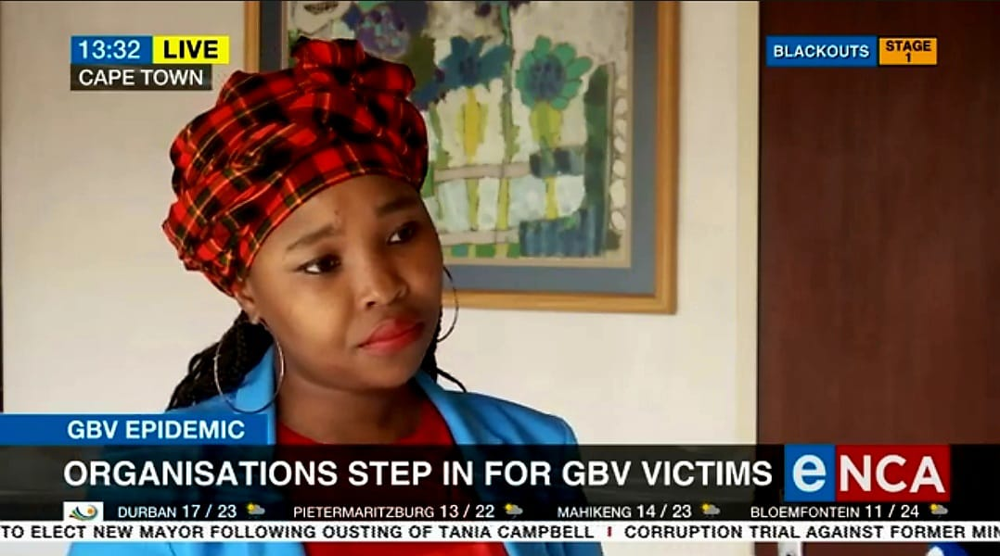 13:32 LIVE
CAPE TOWN
BLACKOUTS STAGE 1
GBV EPIDEMIC
ORGANISATIONS STEP IN FOR GBV VICTIMS
eNCA
DURBAN 17 / 23 PIETERMARITZBURG 13 / 22 MAHIKENG 14 / 23 BLOEMFONTEIN 11 / 24
TO ELECT NEW MAYOR FOLLOWING OUSTING OF TANIA CAMPBELL CORRUPTION TRIAL AGAINST FORMER MIN